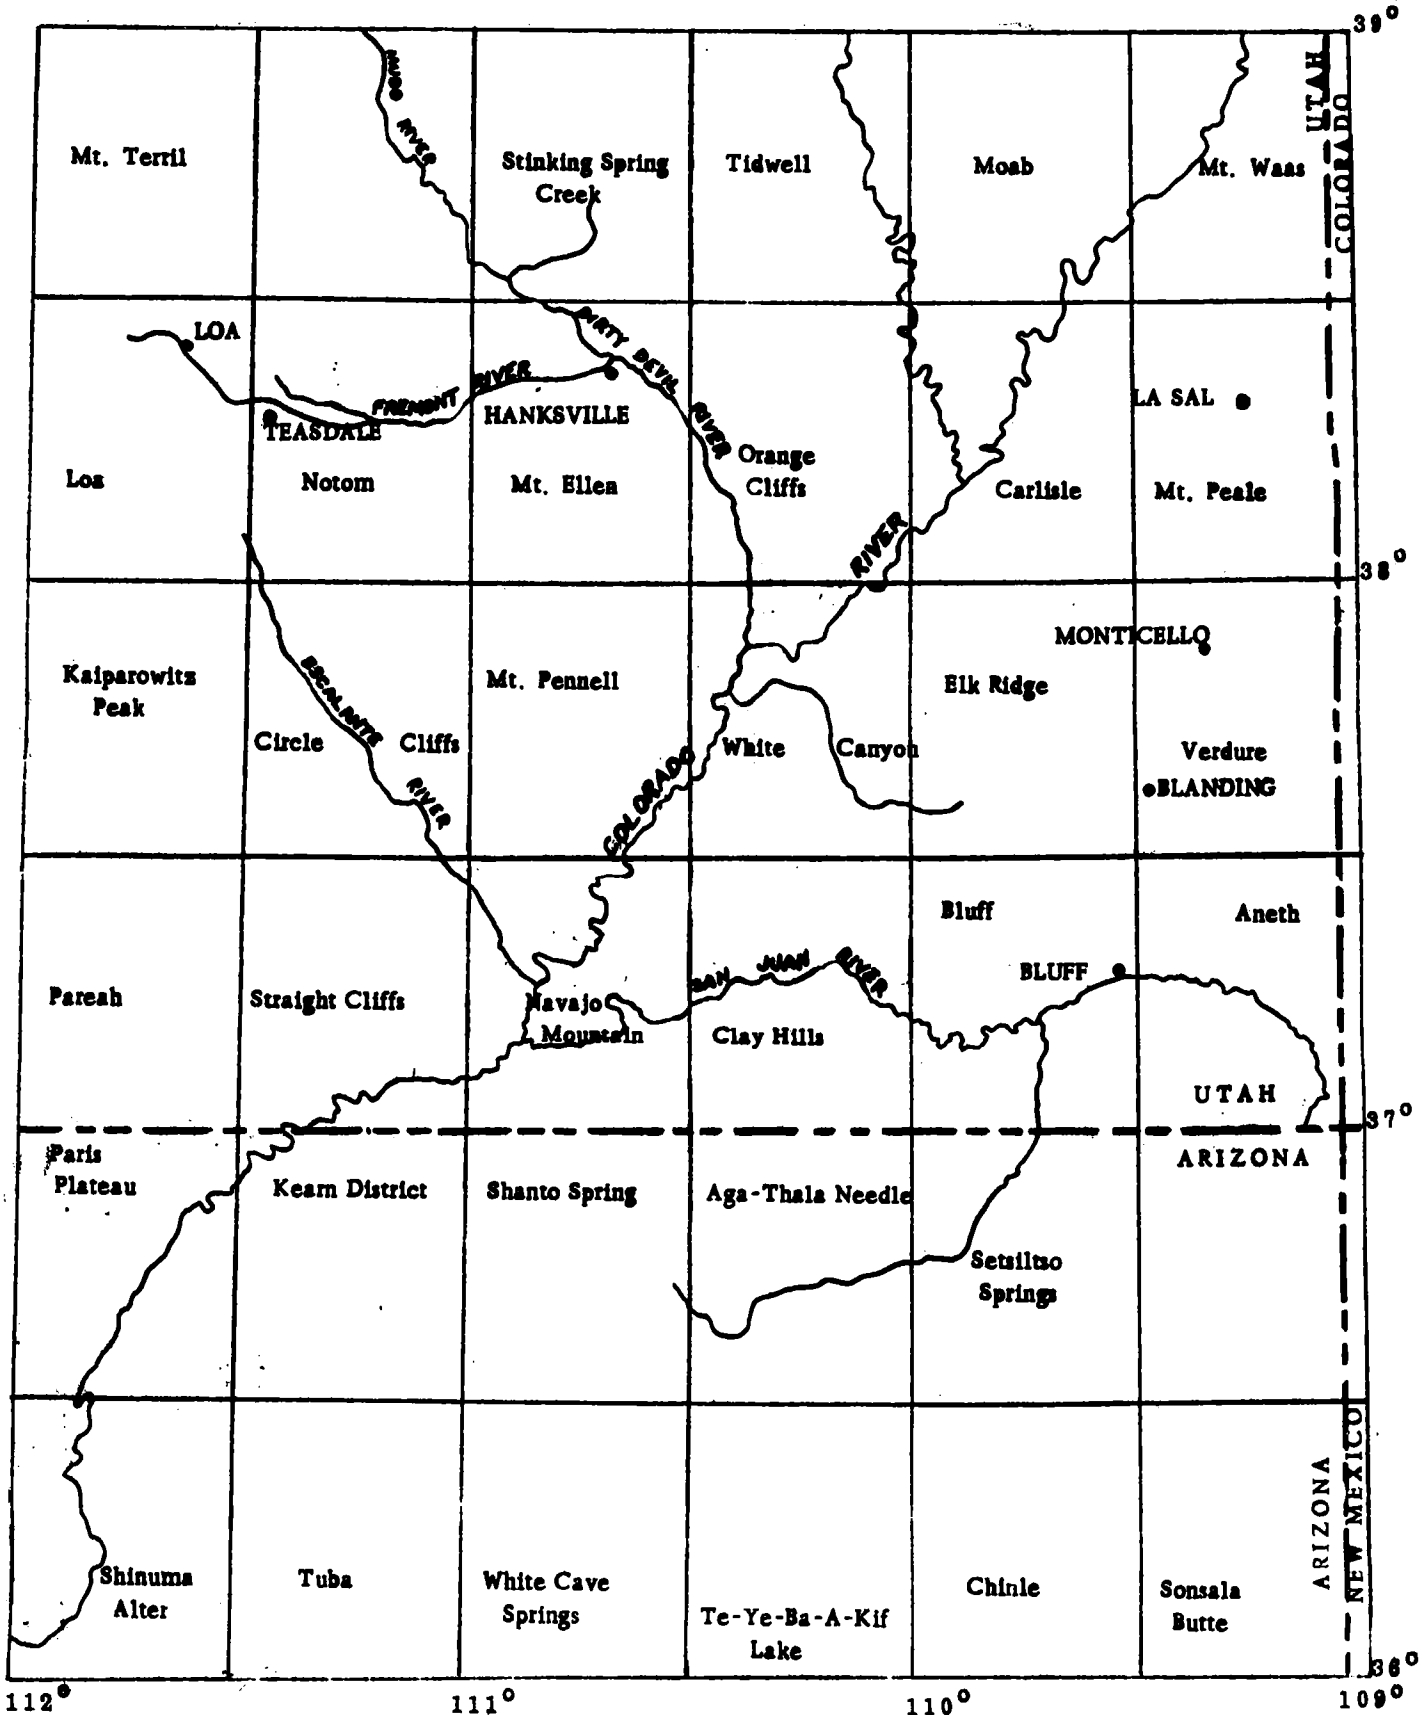 39°
UTAH
COLORADO
MUDD
RIVER
Mt. Terril
Stinking Spring
Creek
Tidwell
Moab
Mt. Waas
LOA
DIRTY DEVIL
RIVER
FREMONT RIVER
TEASDALE
HANKSVILLE
LA SAL
Loa
Notom
Mt. Ellen
Orange
Cliffs
Carlisle
Mt. Peale
RIVER
38°
MONTICELLO
Kaiparowitz
Peak
ESCALANTE
RIVER
Mt. Pennell
Elk Ridge
Circle Cliffs
White Canyon
Verdure
BLANDING
COLORADO
Bluff
Aneth
BLUFF
SAN JUAN RIVER
Pareah
Straight Cliffs
Navajo
Mountain
Clay Hills
UTAH
37°
ARIZONA
Paris
Plateau
Kearn District
Shanto Spring
Aga-Thala Needle
Setsiltso
Springs
ARIZONA
NEW MEXICO
Shinuma
Alter
Tuba
White Cave
Springs
Te-Ye-Ba-A-Kif
Lake
Chinle
Sonsala
Butte
36°
112°
111°
110°
109°